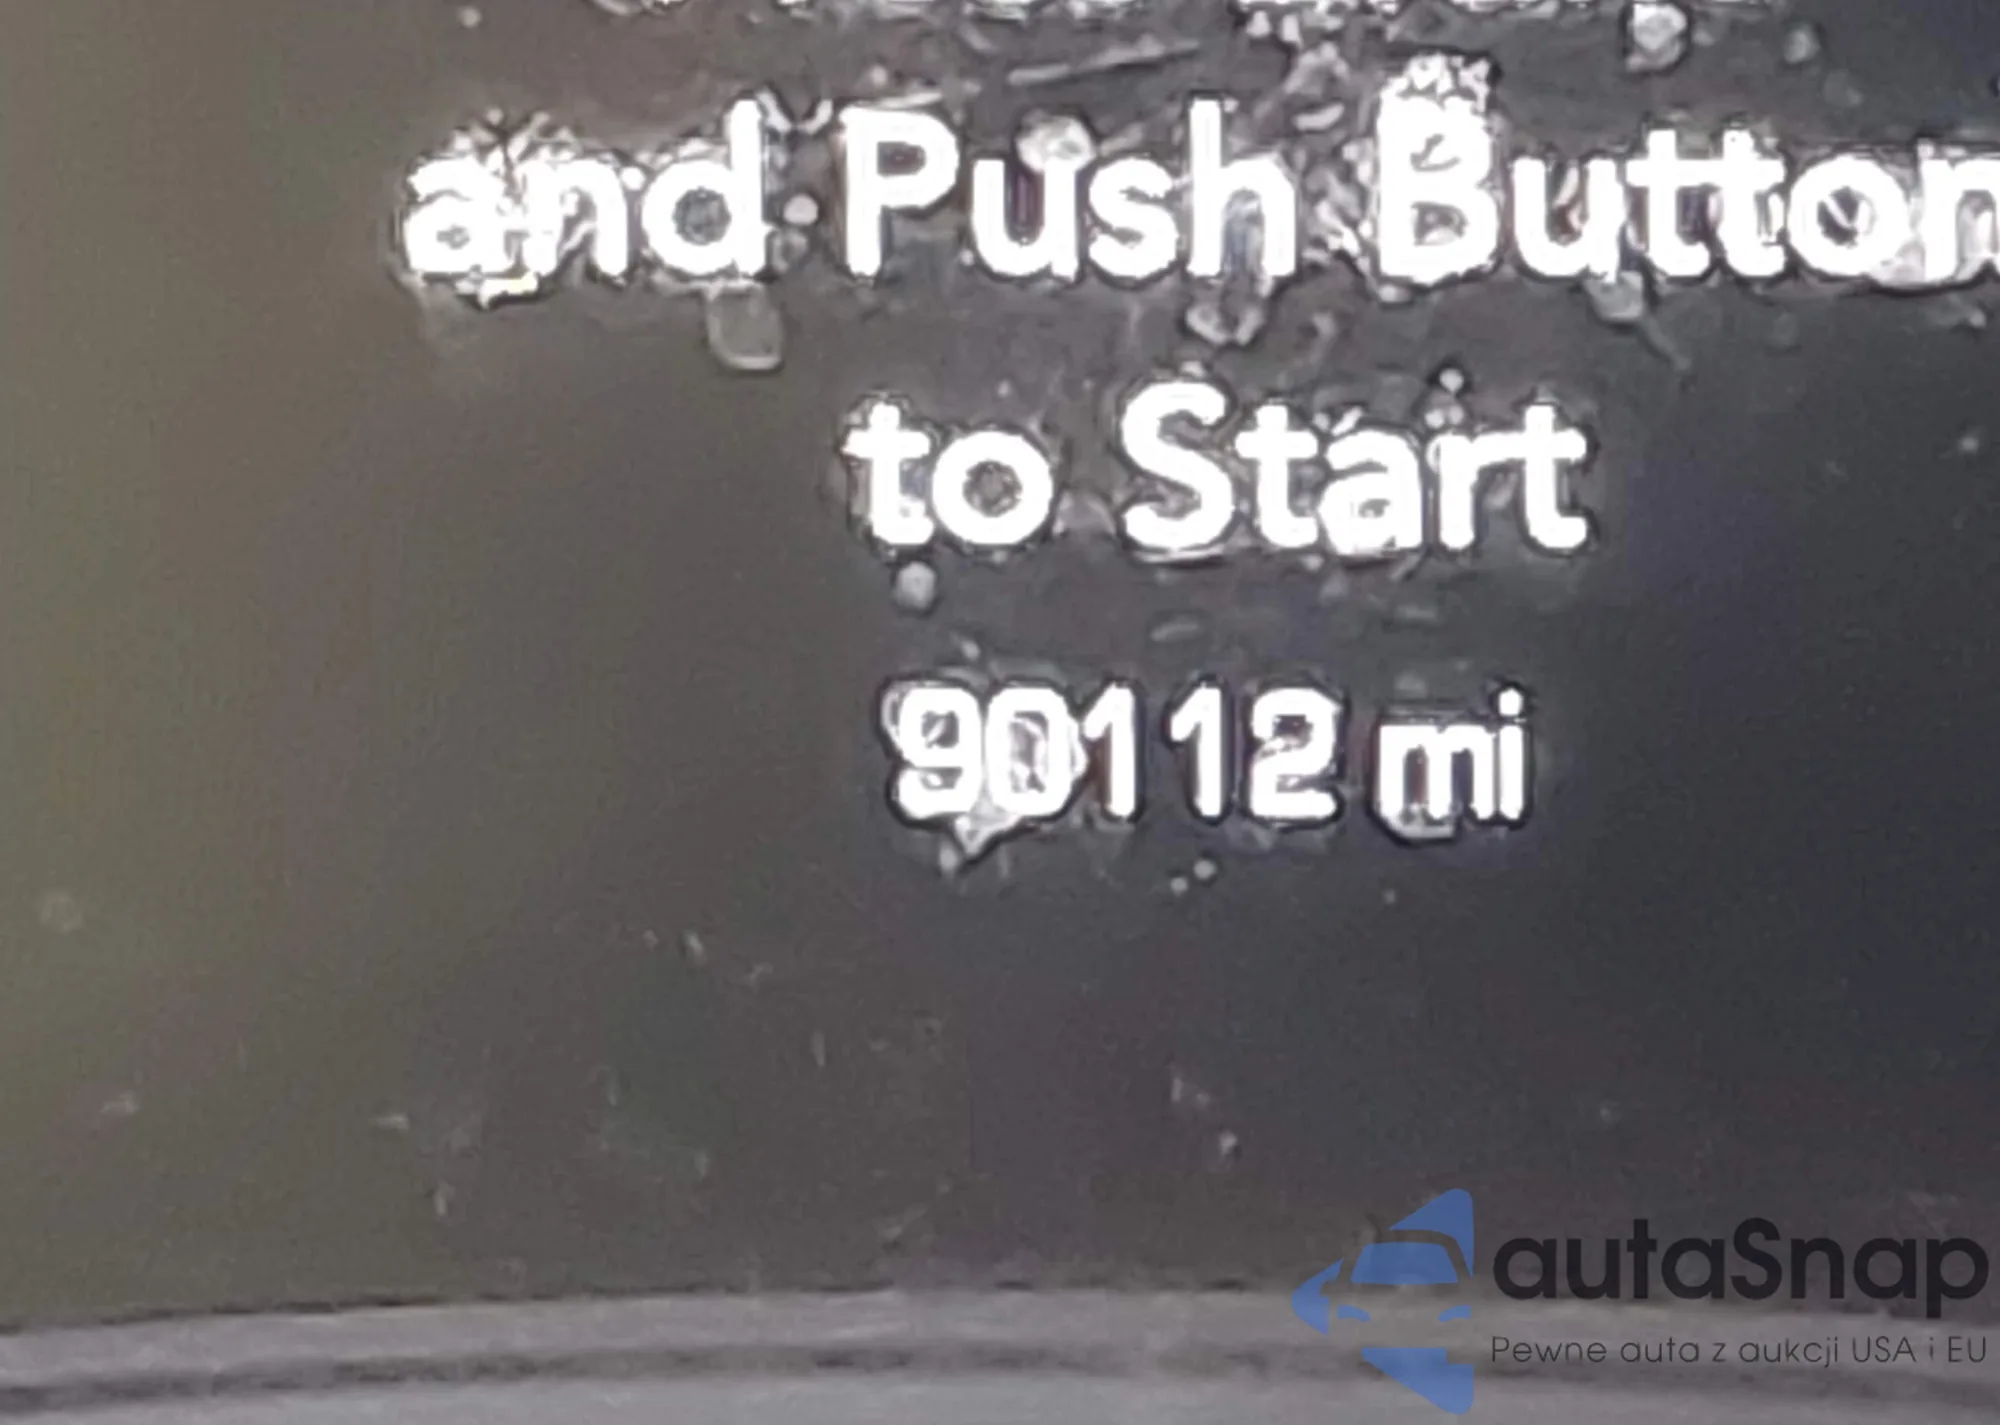 and Push Button
to Start
90112 mi
autaSnap
Pewne auta z aukcji USA i EU